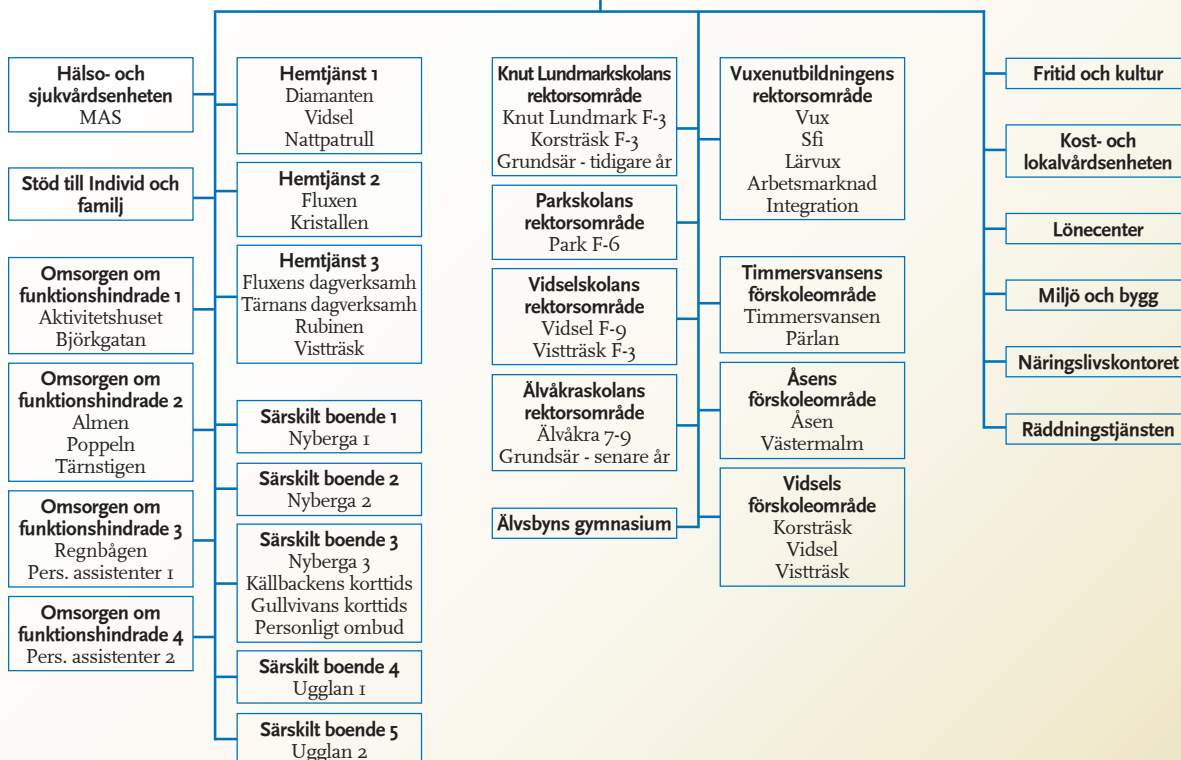 Hälso- och
sjukvårdsenheten
MAS
Stöd till Individ och
familj
Omsorgen om
funktionshindrade 1
Aktivitetshuset
Björkgatan
Omsorgen om
funktionshindrade 2
Almen
Poppeln
Tärnstigen
Omsorgen om
funktionshindrade 3
Regnbågen
Pers. assistenter 1
Omsorgen om
funktionshindrade 4
Pers. assistenter 2
Hemtjänst 1
Diamanten
Vidsel
Nattpatrull
Hemtjänst 2
Fluxen
Kristallen
Hemtjänst 3
Fluxens dagverksamh
Tärnans dagverksamh
Rubinen
Vistträsk
Särskilt boende 1
Nyberga 1
Särskilt boende 2
Nyberga 2
Särskilt boende 3
Nyberga 3
Källbackens korttids
Gullvivans korttids
Personligt ombud
Särskilt boende 4
Ugglan 1
Särskilt boende 5
Ugglan 2
Knut Lundmarkskolans
rektorsområde
Knut Lundmark F-3
Korsträsk F-3
Grundsär - tidigare år
Parkskolans
rektorsområde
Park F-6
Vidselskolans
rektorsområde
Vidsel F-9
Vistträsk F-3
Älvåkraskolans
rektorsområde
Älvåkra 7-9
Grundsär - senare år
Älvsbyns gymnasium
Vuxenutbildningens
rektorsområde
Vux
Sfi
Lärvux
Arbetsmarknad
Integration
Timmersvansens
förskoleområde
Timmersvansen
Pärlan
Åsens
förskoleområde
Åsen
Västermalm
Vidsels
förskoleområde
Korsträsk
Vidsel
Vistträsk
Fritid och kultur
Kost- och
lokalvårdsenheten
Lönecenter
Miljö och bygg
Näringslivskontoret
Räddningstjänsten